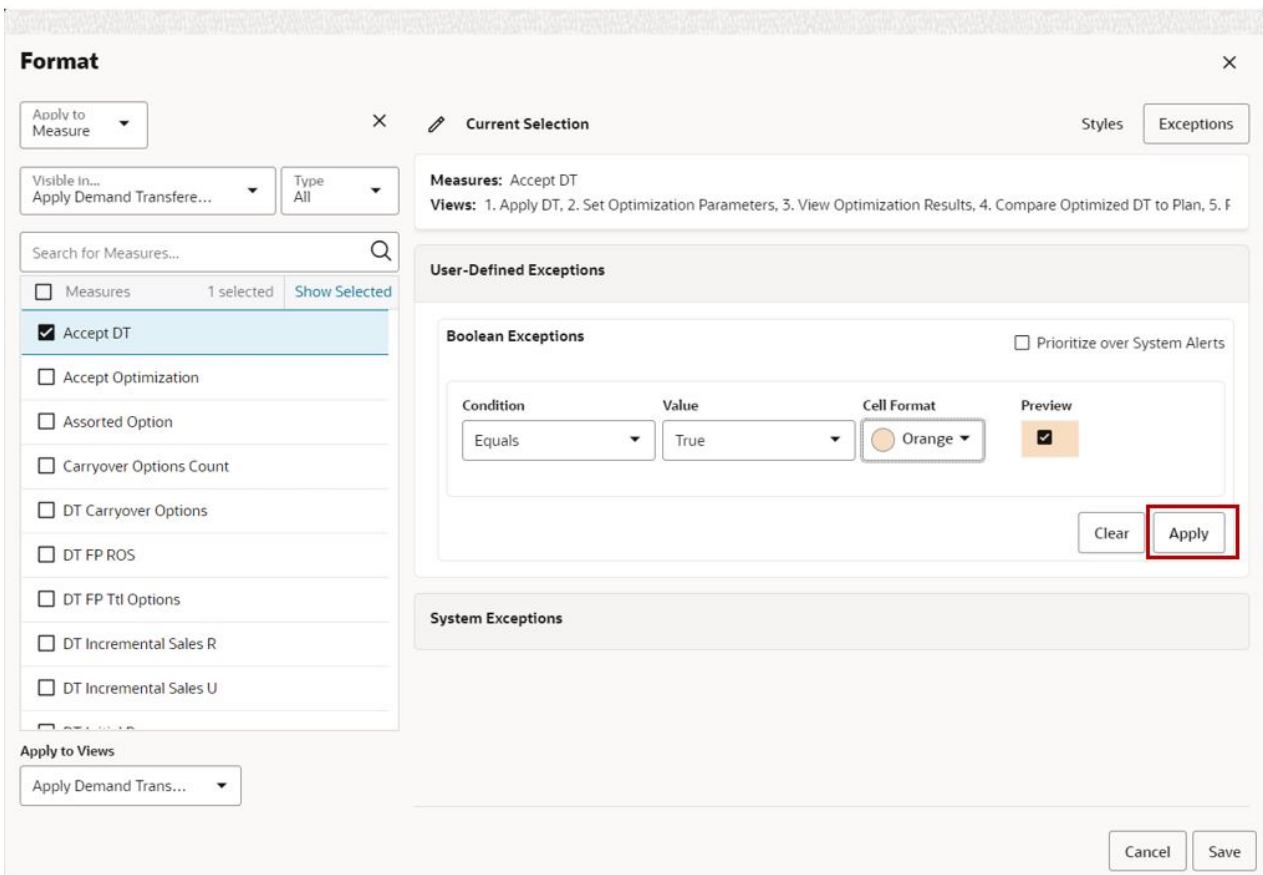 Format
Apply to
Measure
Visible in...
Apply Demand Transfere...
Type
All
Search for Measures...
Measures 1 selected Show Selected
Accept DT
Accept Optimization
Assorted Option
Carryover Options Count
DT Carryover Options
DT FP ROS
DT FP Ttl Options
DT Incremental Sales R
DT Incremental Sales U
Apply to Views
Apply Demand Trans...
Current Selection
Styles
Exceptions
Measures: Accept DT
Views: 1. Apply DT, 2. Set Optimization Parameters, 3. View Optimization Results, 4. Compare Optimized DT to Plan, 5.
User-Defined Exceptions
Boolean Exceptions
Prioritize over System Alerts
Condition Value Cell Format Preview
Equals True Orange
Clear Apply
System Exceptions
Cancel Save